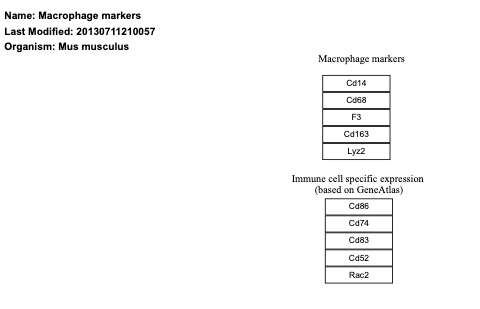 Name: Macrophage markers
Last Modified: 20130711210057
Organism: Mus musculus
Macrophage markers
Cd14
Cd68
F3
Cd163
Lyz2
Immune cell specific expression
(based on GeneAtlas)
Cd86
Cd74
Cd83
Cd52
Rac2